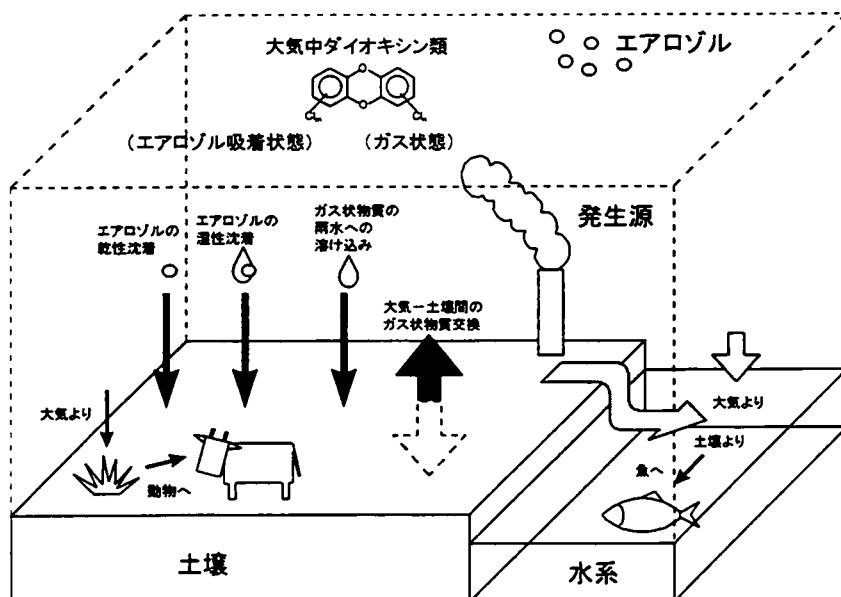 大気中ダイオキシン類
エアロゾル
O
O
Clm
Cln
(エアロゾル吸着状態)
(ガス状態)
発生源
エアロゾルの
乾性沈着
エアロゾルの
湿性沈着
ガス状物質の
雨水への
溶け込み
大気ー土壌間の
ガス状物質交換
大気より
動物へ
大気より
土壌より
魚へ
土壌
水系